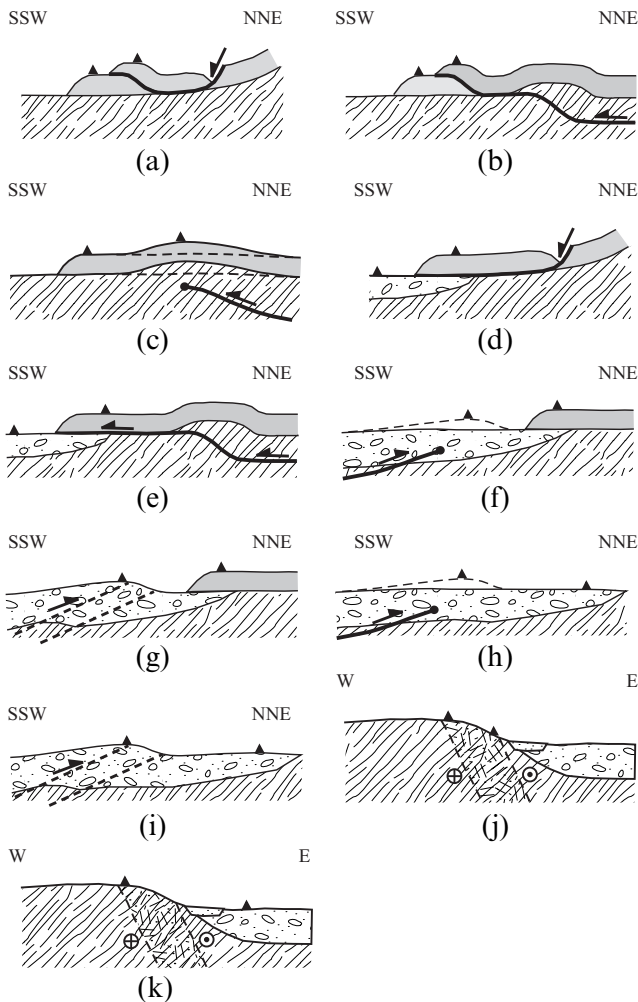 SSW NNE SSW NNE
(a) (b)
SSW NNE SSW NNE
(c) (d)
SSW NNE SSW NNE
(e) (f)
SSW NNE SSW NNE
(g) (h)
W E
SSW NNE
(i) (j)
W E
(k)